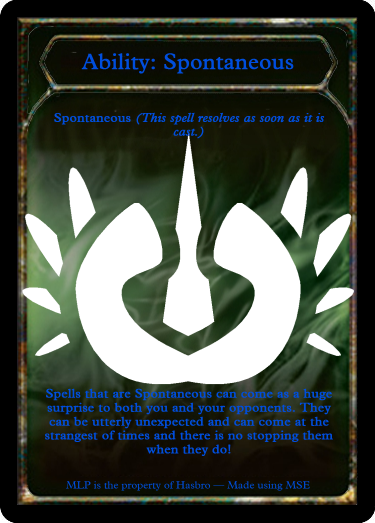 Ability: Spontaneous
Spontaneous (This spell resolves as soon as it is
cast.)
Spells that are Spontaneous can come as a huge
surprise to both you and your opponents. They
can be utterly unexpected and can come at the
strangest of times and there is no stopping them
when they do!
MLP is the property of Hasbro — Made using MSE